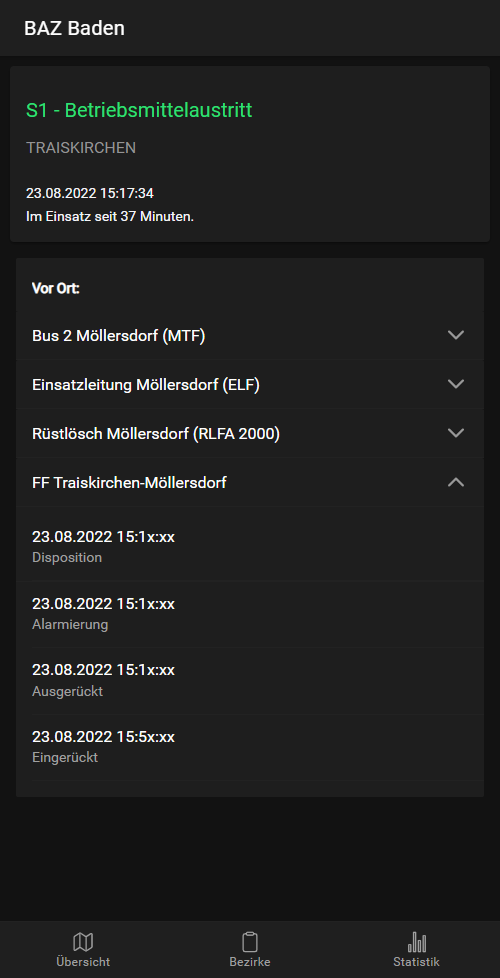 BAZ Baden
S1 - Betriebsmittelaustritt
TRAISKIRCHEN
23.08.2022 15:17:34
Im Einsatz seit 37 Minuten.
Vor Ort:
Bus 2 Möllersdorf (MTF)
Einsatzleitung Möllersdorf (ELF)
Rüstlösch Möllersdorf (RLFA 2000)
FF Traiskirchen-Möllersdorf
23.08.2022 15:1x:xx
Disposition
23.08.2022 15:1x:xx
Alarmierung
23.08.2022 15:1x:xx
Ausgerückt
23.08.2022 15:5x:xx
Eingerückt
Übersicht
Bezirke
Statistik